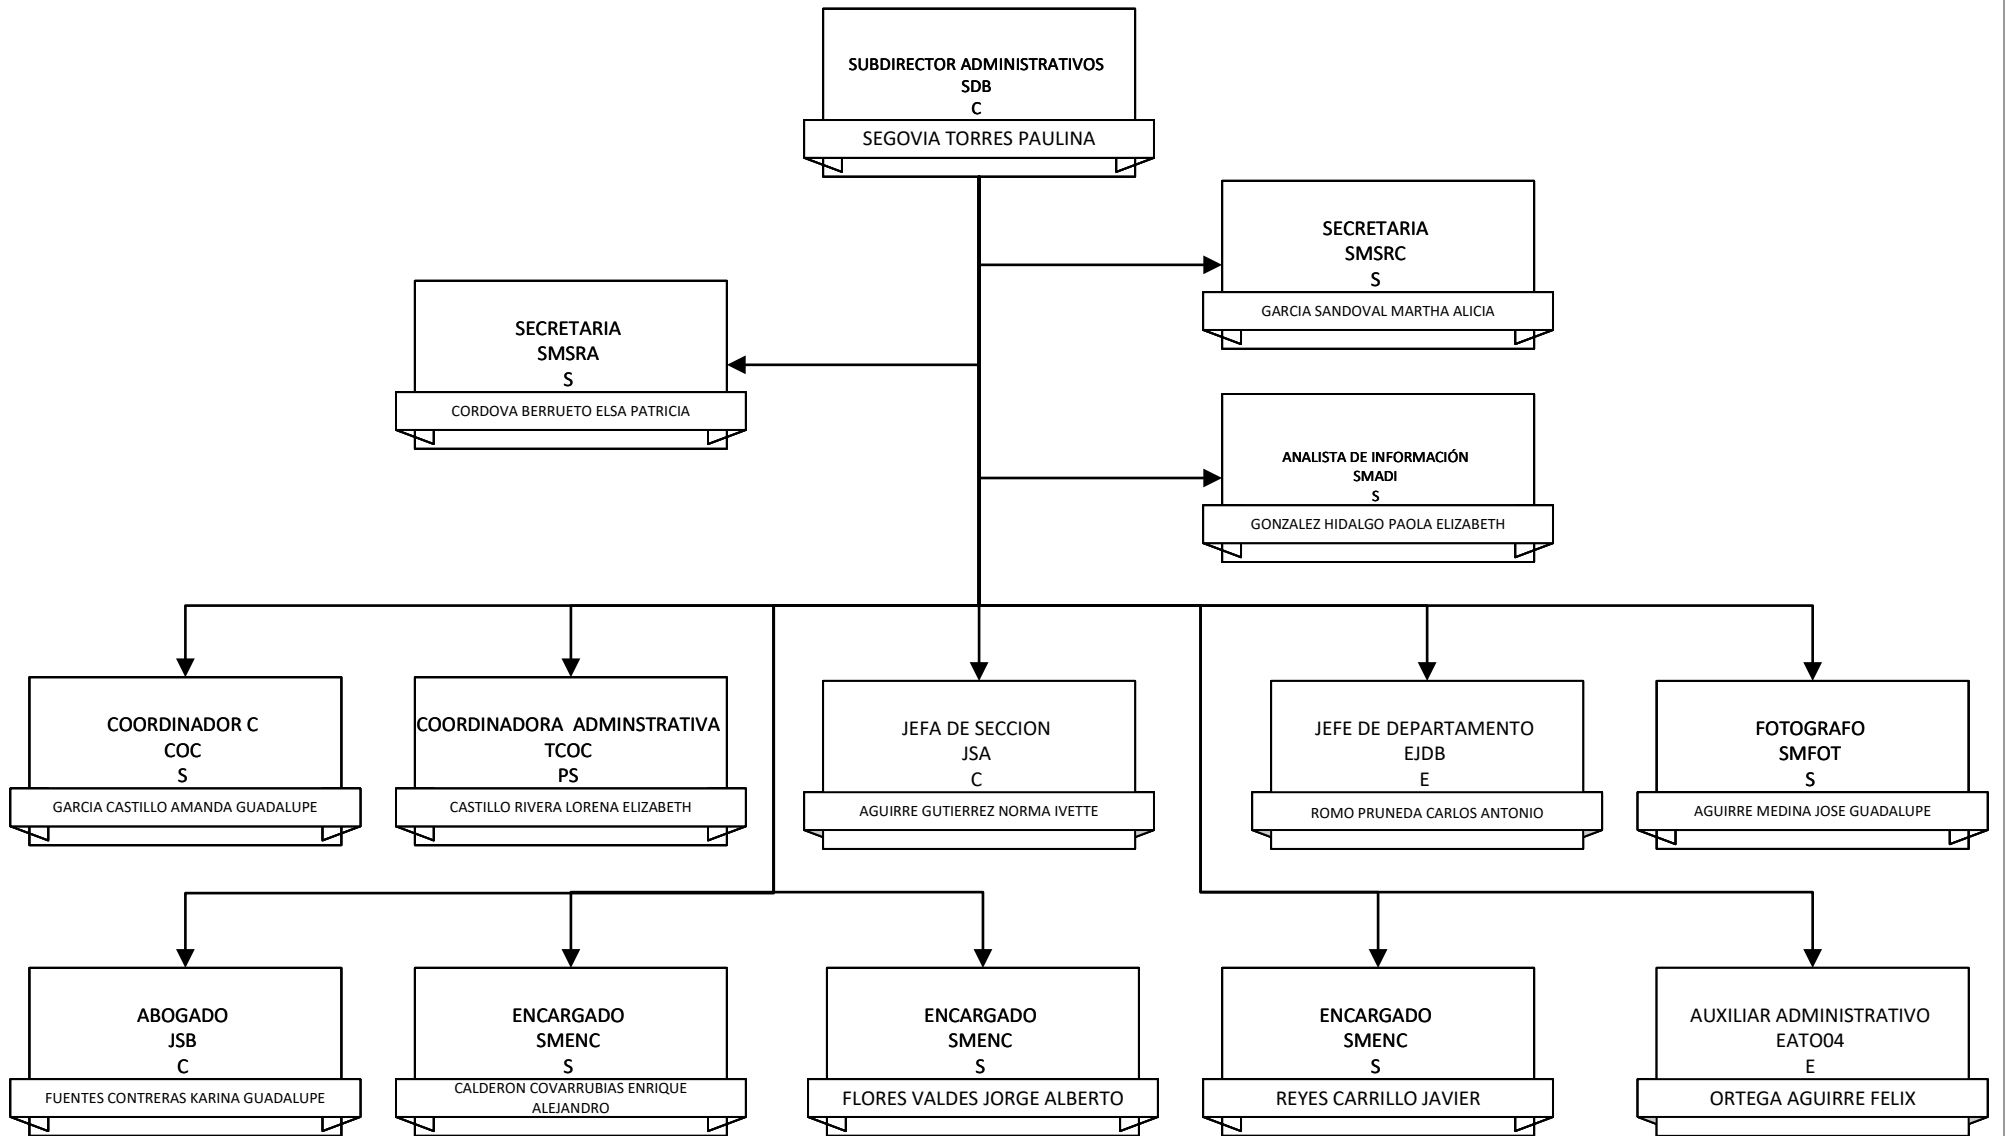 SUBDIRECTOR ADMINISTRATIVOS
SDB
C
SEGOVIA TORRES PAULINA
SECRETARIA
SMSRC
S
GARCIA SANDOVAL MARTHA ALICIA
SECRETARIA
SMSRA
S
CORDOVA BERRUETO ELSA PATRICIA
ANALISTA DE INFORMACIÓN
SMADI
S
GONZALEZ HIDALGO PAOLA ELIZABETH
COORDINADOR C
COC
S
GARCIA CASTILLO AMANDA GUADALUPE
COORDINADORA ADMINSTRATIVA
TCOC
PS
CASTILLO RIVERA LORENA ELIZABETH
JEFA DE SECCION
JSA
C
AGUIRRE GUTIERREZ NORMA IVETTE
JEFE DE DEPARTAMENTO
EJDB
E
ROMO PRUNEDA CARLOS ANTONIO
FOTOGRAFO
SMFOT
S
AGUIRRE MEDINA JOSE GUADALUPE
ABOGADO
JSB
C
FUENTES CONTRERAS KARINA GUADALUPE
ENCARGADO
SMENC
S
CALDERON COVARRUBIAS ENRIQUE
ALEJANDRO
ENCARGADO
SMENC
S
FLORES VALDES JORGE ALBERTO
ENCARGADO
SMENC
S
REYES CARRILLO JAVIER
AUXILIAR ADMINISTRATIVO
EATO04
E
ORTEGA AGUIRRE FELIX